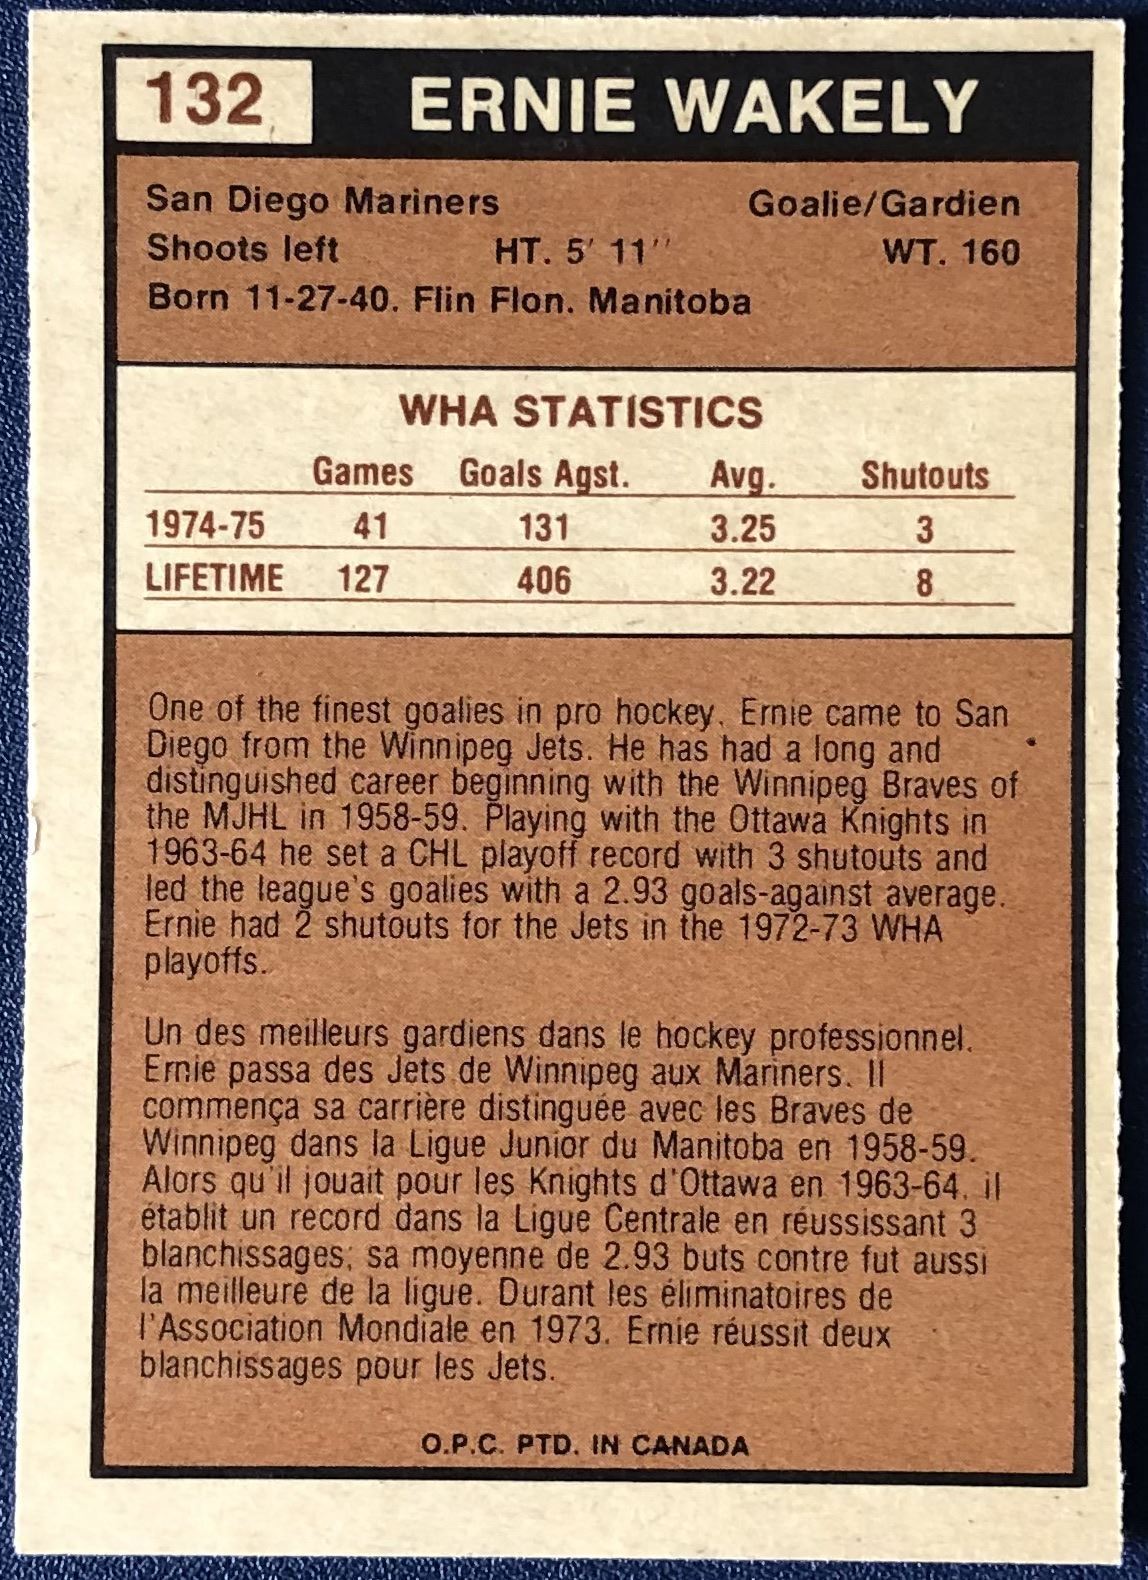 132 ERNIE WAKELY
San Diego Mariners Goalie/Gardien
Shoots left HT. 5' 11'' WT. 160
Born 11-27-40. Flin Flon. Manitoba
WHA STATISTICS
Games Goals Agst. Avg. Shutouts
1974-75 41 131 3.25 3
LIFETIME 127 406 3.22 8
One of the finest goalies in pro hockey, Ernie came to San
Diego from the Winnipeg Jets. He has had a long and
distinguished career beginning with the Winnipeg Braves of
the MJHL in 1958-59. Playing with the Ottawa Knights in
1963-64 he set a CHL playoff record with 3 shutouts and
led the league's goalies with a 2.93 goals-against average.
Ernie had 2 shutouts for the Jets in the 1972-73 WHA
playoffs.
Un des meilleurs gardiens dans le hockey professionnel.
Ernie passa des Jets de Winnipeg aux Mariners. Il
commença sa carrière distinguée avec les Braves de
Winnipeg dans la Ligue Junior du Manitoba en 1958-59.
Alors qu'il jouait pour les Knights d'Ottawa en 1963-64, il
établit un record dans la Ligue Centrale en réussissant 3
blanchissages; sa moyenne de 2.93 buts contre fut aussi
la meilleure de la ligue. Durant les éliminatoires de
l'Association Mondiale en 1973, Ernie réussit deux
blanchissages pour les Jets.
O.P.C. PTD. IN CANADA